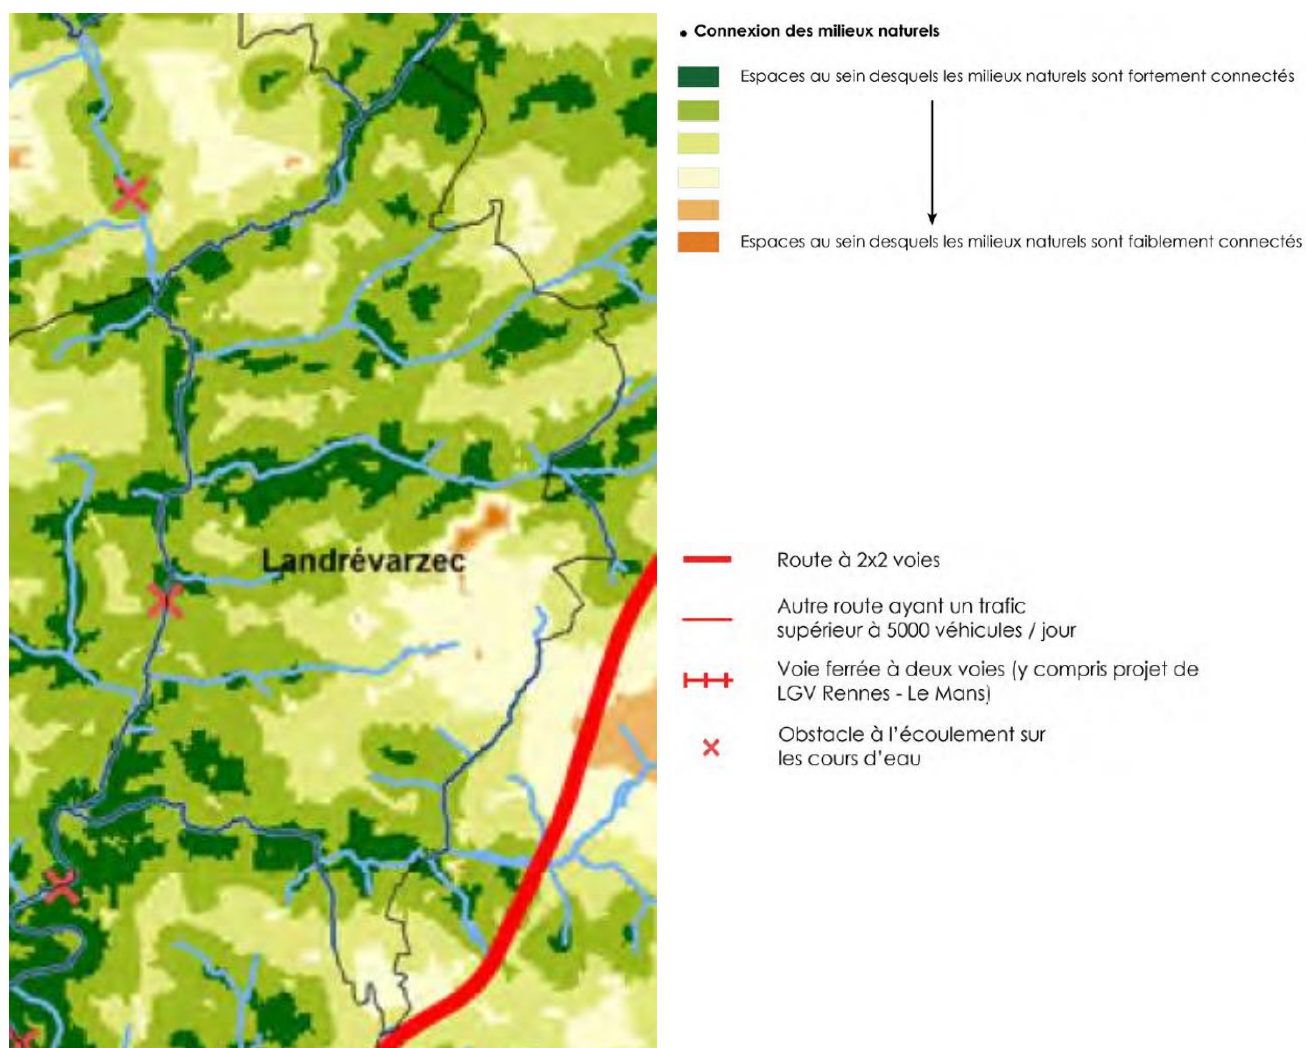 • Connexion des milieux naturels
Espaces au sein desquels les milieux naturels sont fortement connectés
Espaces au sein desquels les milieux naturels sont faiblement connectés
Landrévarzec
Route à 2x2 voies
Autre route ayant un trafic
supérieur à 5000 véhicules / jour
Voie ferrée à deux voies (y compris projet de
LGV Rennes - Le Mans)
Obstacle à l'écoulement sur
les cours d'eau